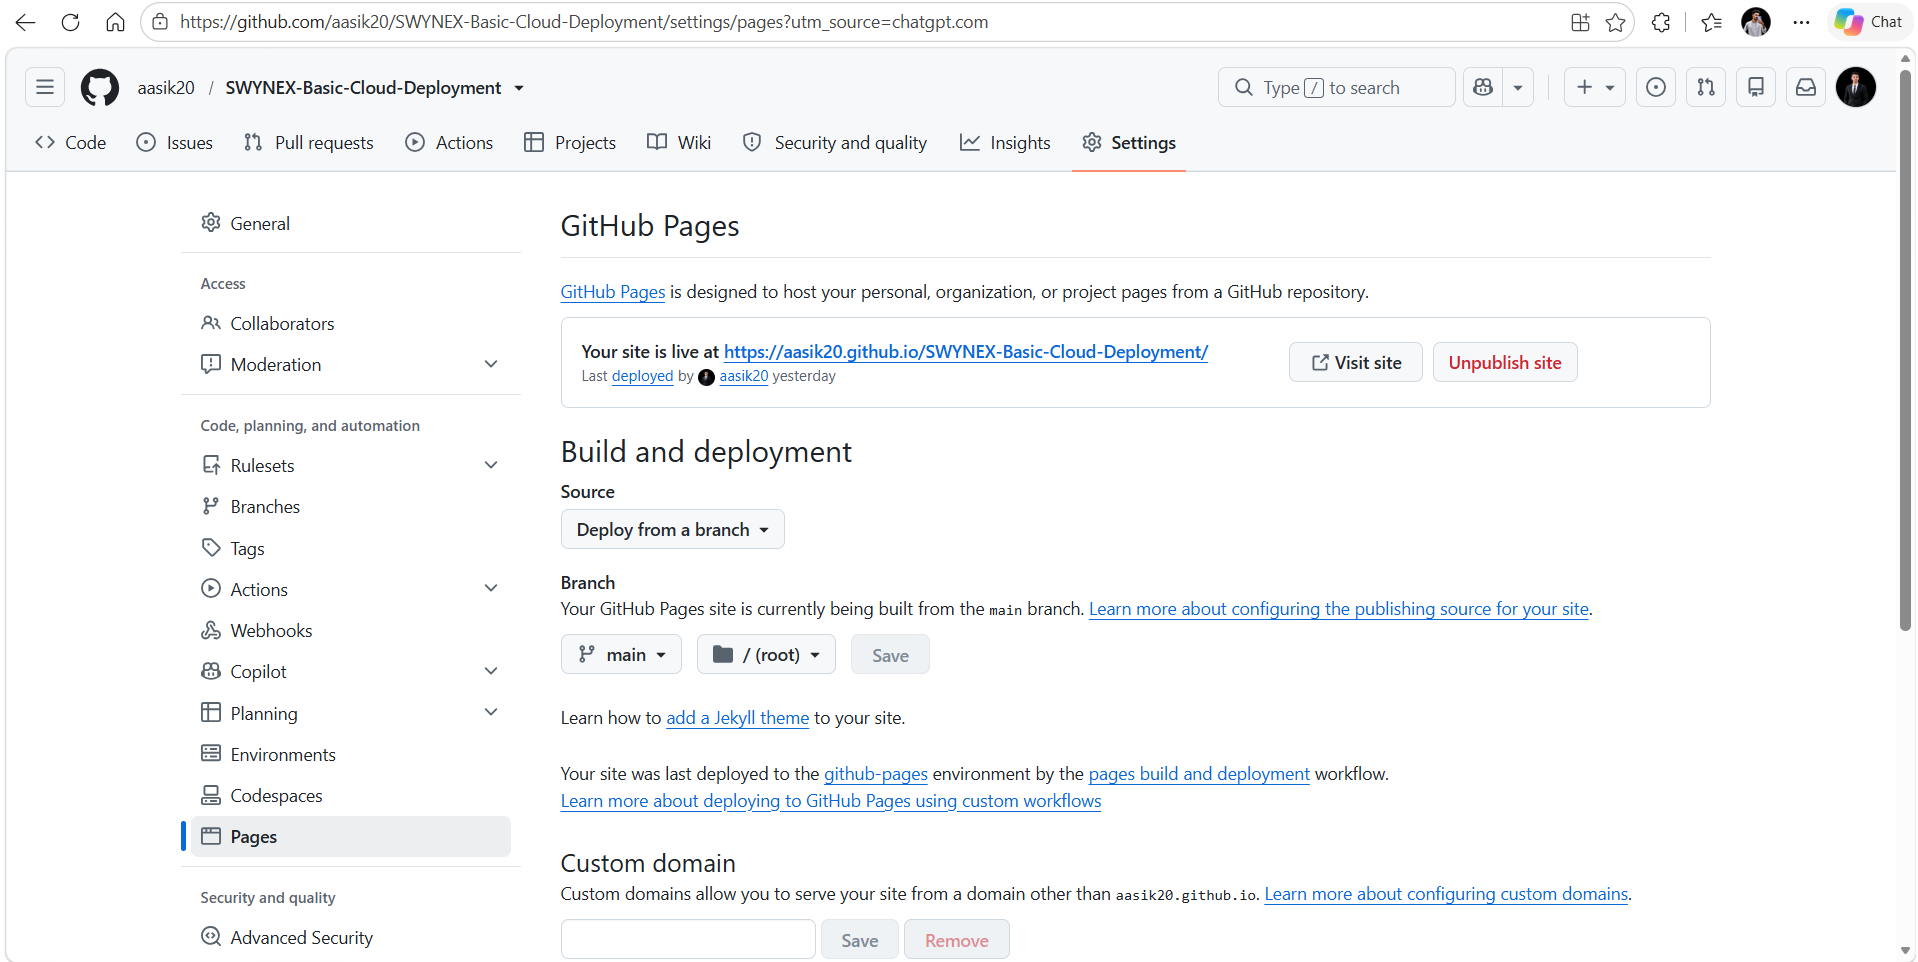 https://github.com/aasik20/SWYNEX-Basic-Cloud-Deployment/settings/pages?utm_source=chatgpt.com
Chat
aasik20 / SWYNEX-Basic-Cloud-Deployment
Type / to search
Code
Issues
Pull requests
Actions
Projects
Wiki
Security and quality
Insights
Settings
General
Access
Collaborators
Moderation
Code, planning, and automation
Rulesets
Branches
Tags
Actions
Webhooks
Copilot
Planning
Environments
Codespaces
Pages
Security and quality
Advanced Security
GitHub Pages
GitHub Pages is designed to host your personal, organization, or project pages from a GitHub repository.
Your site is live at https://aasik20.github.io/SWYNEX-Basic-Cloud-Deployment/
Last deployed by aasik20 yesterday
Visit site
Unpublish site
Build and deployment
Source
Deploy from a branch
Branch
Your GitHub Pages site is currently being built from the main branch. Learn more about configuring the publishing source for your site.
main
/ (root)
Save
Learn how to add a Jekyll theme to your site.
Your site was last deployed to the github-pages environment by the pages build and deployment workflow.
Learn more about deploying to GitHub Pages using custom workflows
Custom domain
Custom domains allow you to serve your site from a domain other than aasik20.github.io. Learn more about configuring custom domains.
Save
Remove